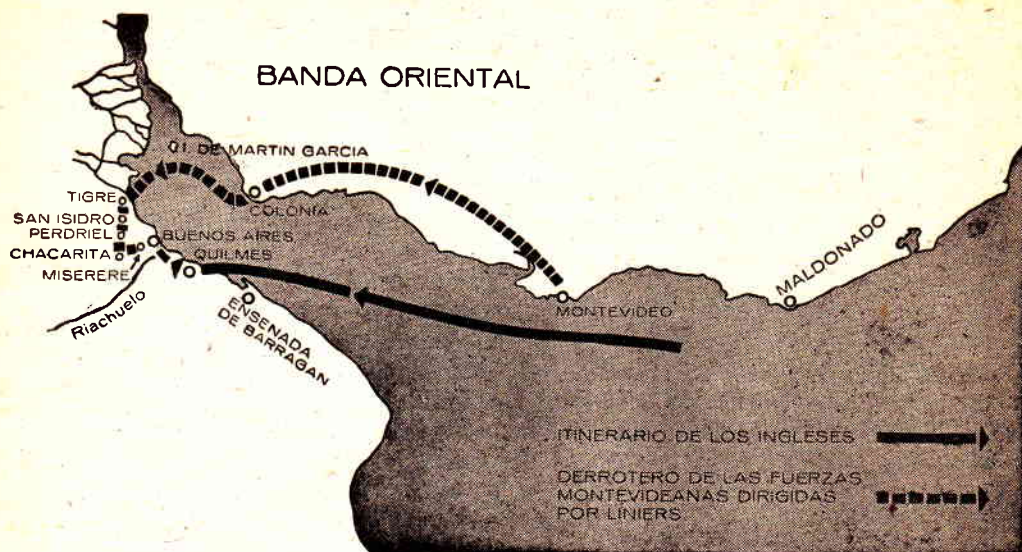 BANDA ORIENTAL
I. DE MARTIN GARCIA
TIGRE
SAN ISIDRO
PERDRIEL
CHACARITA
MISERERE
COLONIA
BUENOS AIRES
QUILMES
Riachuelo
ENSENADA
DE BARRAGAN
MONTEVIDEO
MALDONADO
ITINERARIO DE LOS INGLESES
DERROTERO DE LAS FUERZAS
MONTEVIDEANAS DIRIGIDAS
POR LINIERS